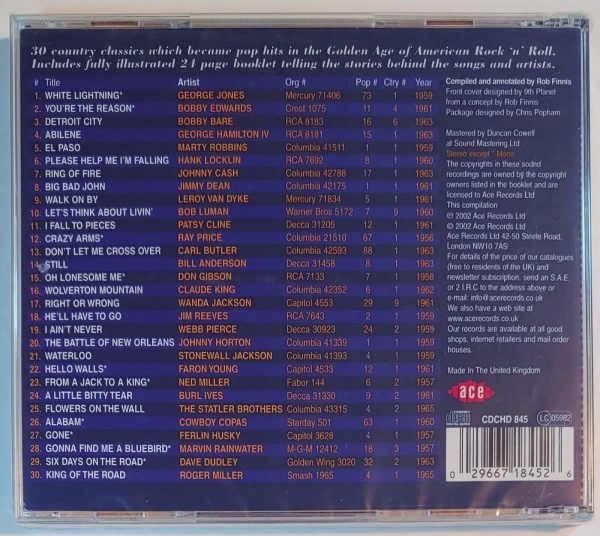 30 country classics which became pop hits in the Golden Age of American Rock 'n' Roll.
Includes fully illustrated 24 page booklet telling the stories behind the songs and artists.
# Title Artist Org # Pop # Ctry # Year
1. WHITE LIGHTNING* GEORGE JONES Mercury 71406 73 1 1959
2. YOU'RE THE REASON* BOBBY EDWARDS Crest 1075 11 4 1961
3. DETROIT CITY BOBBY BARE RCA 8183 16 6 1963
4. ABILENE GEORGE HAMILTON IV RCA 8181 15 1 1963
5. EL PASO MARTY ROBBINS Columbia 41511 1 1 1959
6. PLEASE HELP ME I'M FALLING HANK LOCKLIN RCA 7692 8 1 1960
7. RING OF FIRE JOHNNY CASH Columbia 42788 17 1 1963
8. BIG BAD JOHN JIMMY DEAN Columbia 42175 1 1 1961
9. WALK ON BY LEROY VAN DYKE Mercury 71834 5 1 1961
10. LET'S THINK ABOUT LIVIN' BOB LUMAN Warner Bros 5172 7 9 1960
11. I FALL TO PIECES PATSY CLINE Decca 31205 12 1 1961
12. CRAZY ARMS* RAY PRICE Columbia 21510 67 1 1956
13. DON'T LET ME CROSS OVER CARL BUTLER Columbia 42593 88 1 1963
14. STILL BILL ANDERSON Decca 31458 8 1 1963
15. OH LONESOME ME* DON GIBSON RCA 7133 7 1 1958
16. WOLVERTON MOUNTAIN CLAUDE KING Columbia 42352 6 1 1962
17. RIGHT OR WRONG WANDA JACKSON Capitol 4553 29 9 1961
18. HE'LL HAVE TO GO JIM REEVES RCA 7643 2 1 1959
19. I AIN'T NEVER WEBB PIERCE Decca 30923 24 2 1959
20. THE BATTLE OF NEW ORLEANS JOHNNY HORTON Columbia 41339 1 1 1959
21. WATERLOO STONEWALL JACKSON Columbia 41393 4 1 1959
22. HELLO WALLS* FARON YOUNG Capitol 4533 12 1 1961
23. FROM A JACK TO A KING* NED MILLER Fabor 144 6 2 1957
24. A LITTLE BITTY TEAR BURL IVES Decca 31330 9 2 1961
25. FLOWERS ON THE WALL THE STATLER BROTHERS Columbia 43315 4 2 1965
26. ALABAM* COWBOY COPAS Starday 501 63 1 1960
27. GONE* FERLIN HUSKY Capitol 3628 4 1 1957
28. GONNA FIND ME A BLUEBIRD* MARVIN RAINWATER M-G-M 12412 18 3 1957
29. SIX DAYS ON THE ROAD* DAVE DUDLEY Golden Wing 3020 32 2 1963
30. KING OF THE ROAD ROGER MILLER Smash 1965 4 1 1965
Compiled and annotated by Rob Finnis
Front cover designed by 9th Planet
from a concept by Rob Finnis
Package designed by Chris Popham
Mastered by Duncan Cowell
at Sound Mastering Ltd
Stereo except * Mono
The copyrights in these sound
recordings are owned by the copyright
owners listed in the booklet and are
licensed to Ace Records Ltd
This compilation
℗ 2002 Ace Records Ltd
© 2002 Ace Records Ltd
Ace Records Ltd 42-50 Steele Road,
London NW10 7AS
For details of the price of our catalogues
(free to residents of the UK) and
newsletter subscription, send an S.A.E.
or 2 I.R.C to the address above or
e-mail: info@acerecords.co.uk
We also have a web site
www.acerecords.co.uk
Our records are available at all good
shops, internet retailers and mail order
houses.
Made In The United Kingdom
ace
COMPACT
disc
DIGITAL AUDIO
CDCHD 845
LC 05982
0 29667 18452 6